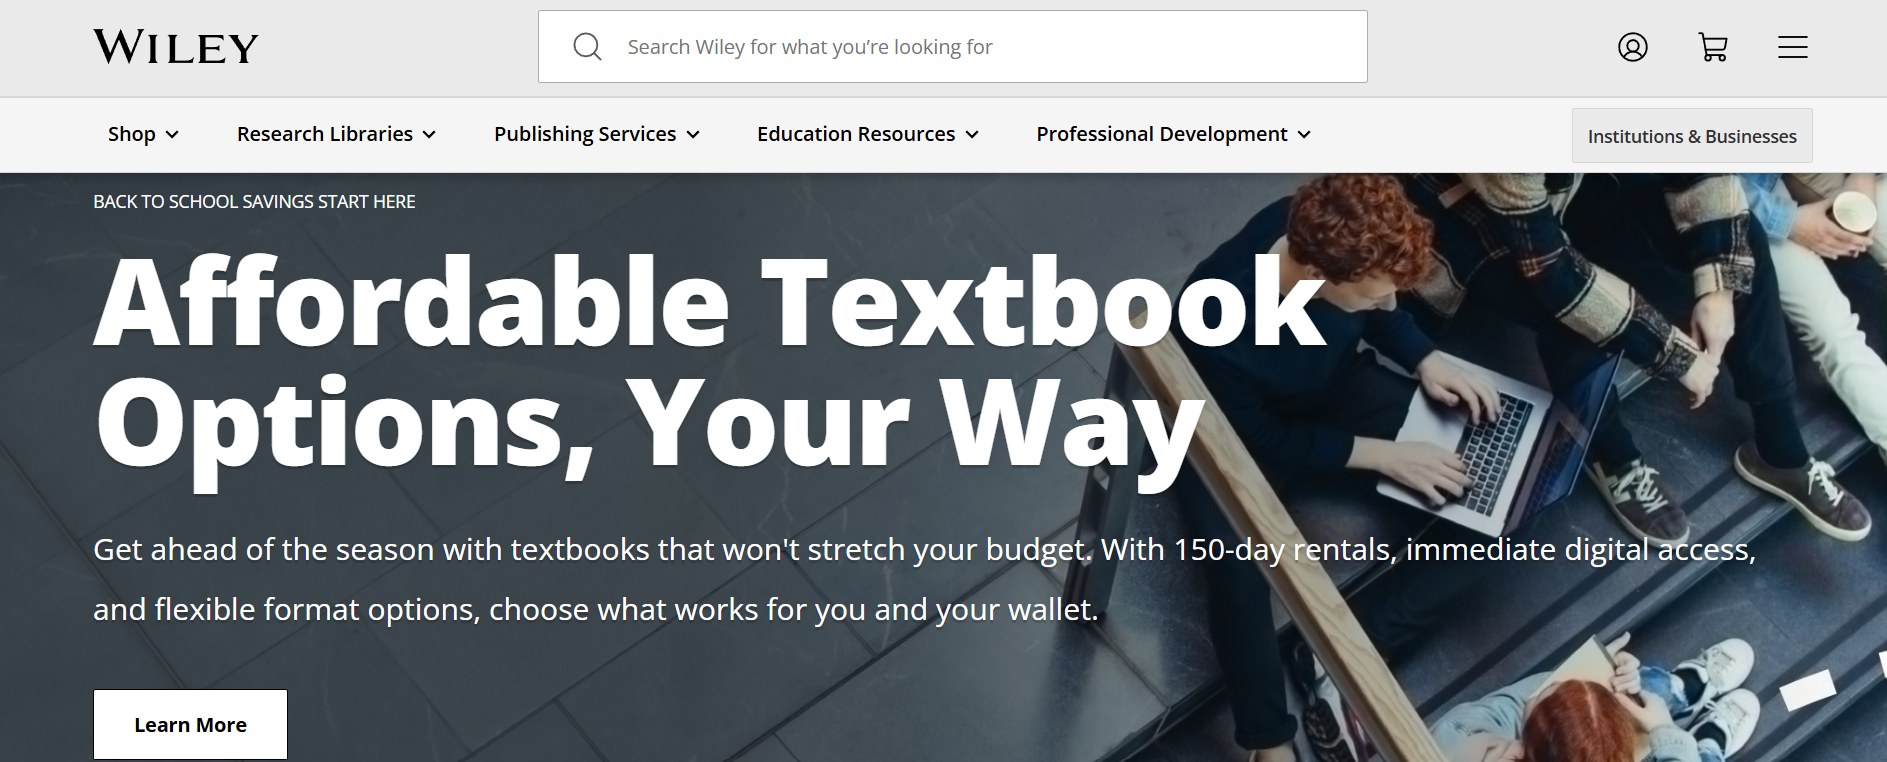 WILEY
Search Wiley for what you’re looking for
Shop
Research Libraries
Publishing Services
Education Resources
Professional Development
Institutions & Businesses
BACK TO SCHOOL SAVINGS START HERE
Affordable Textbook
Options, Your Way
Get ahead of the season with textbooks that won't stretch your budget. With 150-day rentals, immediate digital access,
and flexible format options, choose what works for you and your wallet.
Learn More